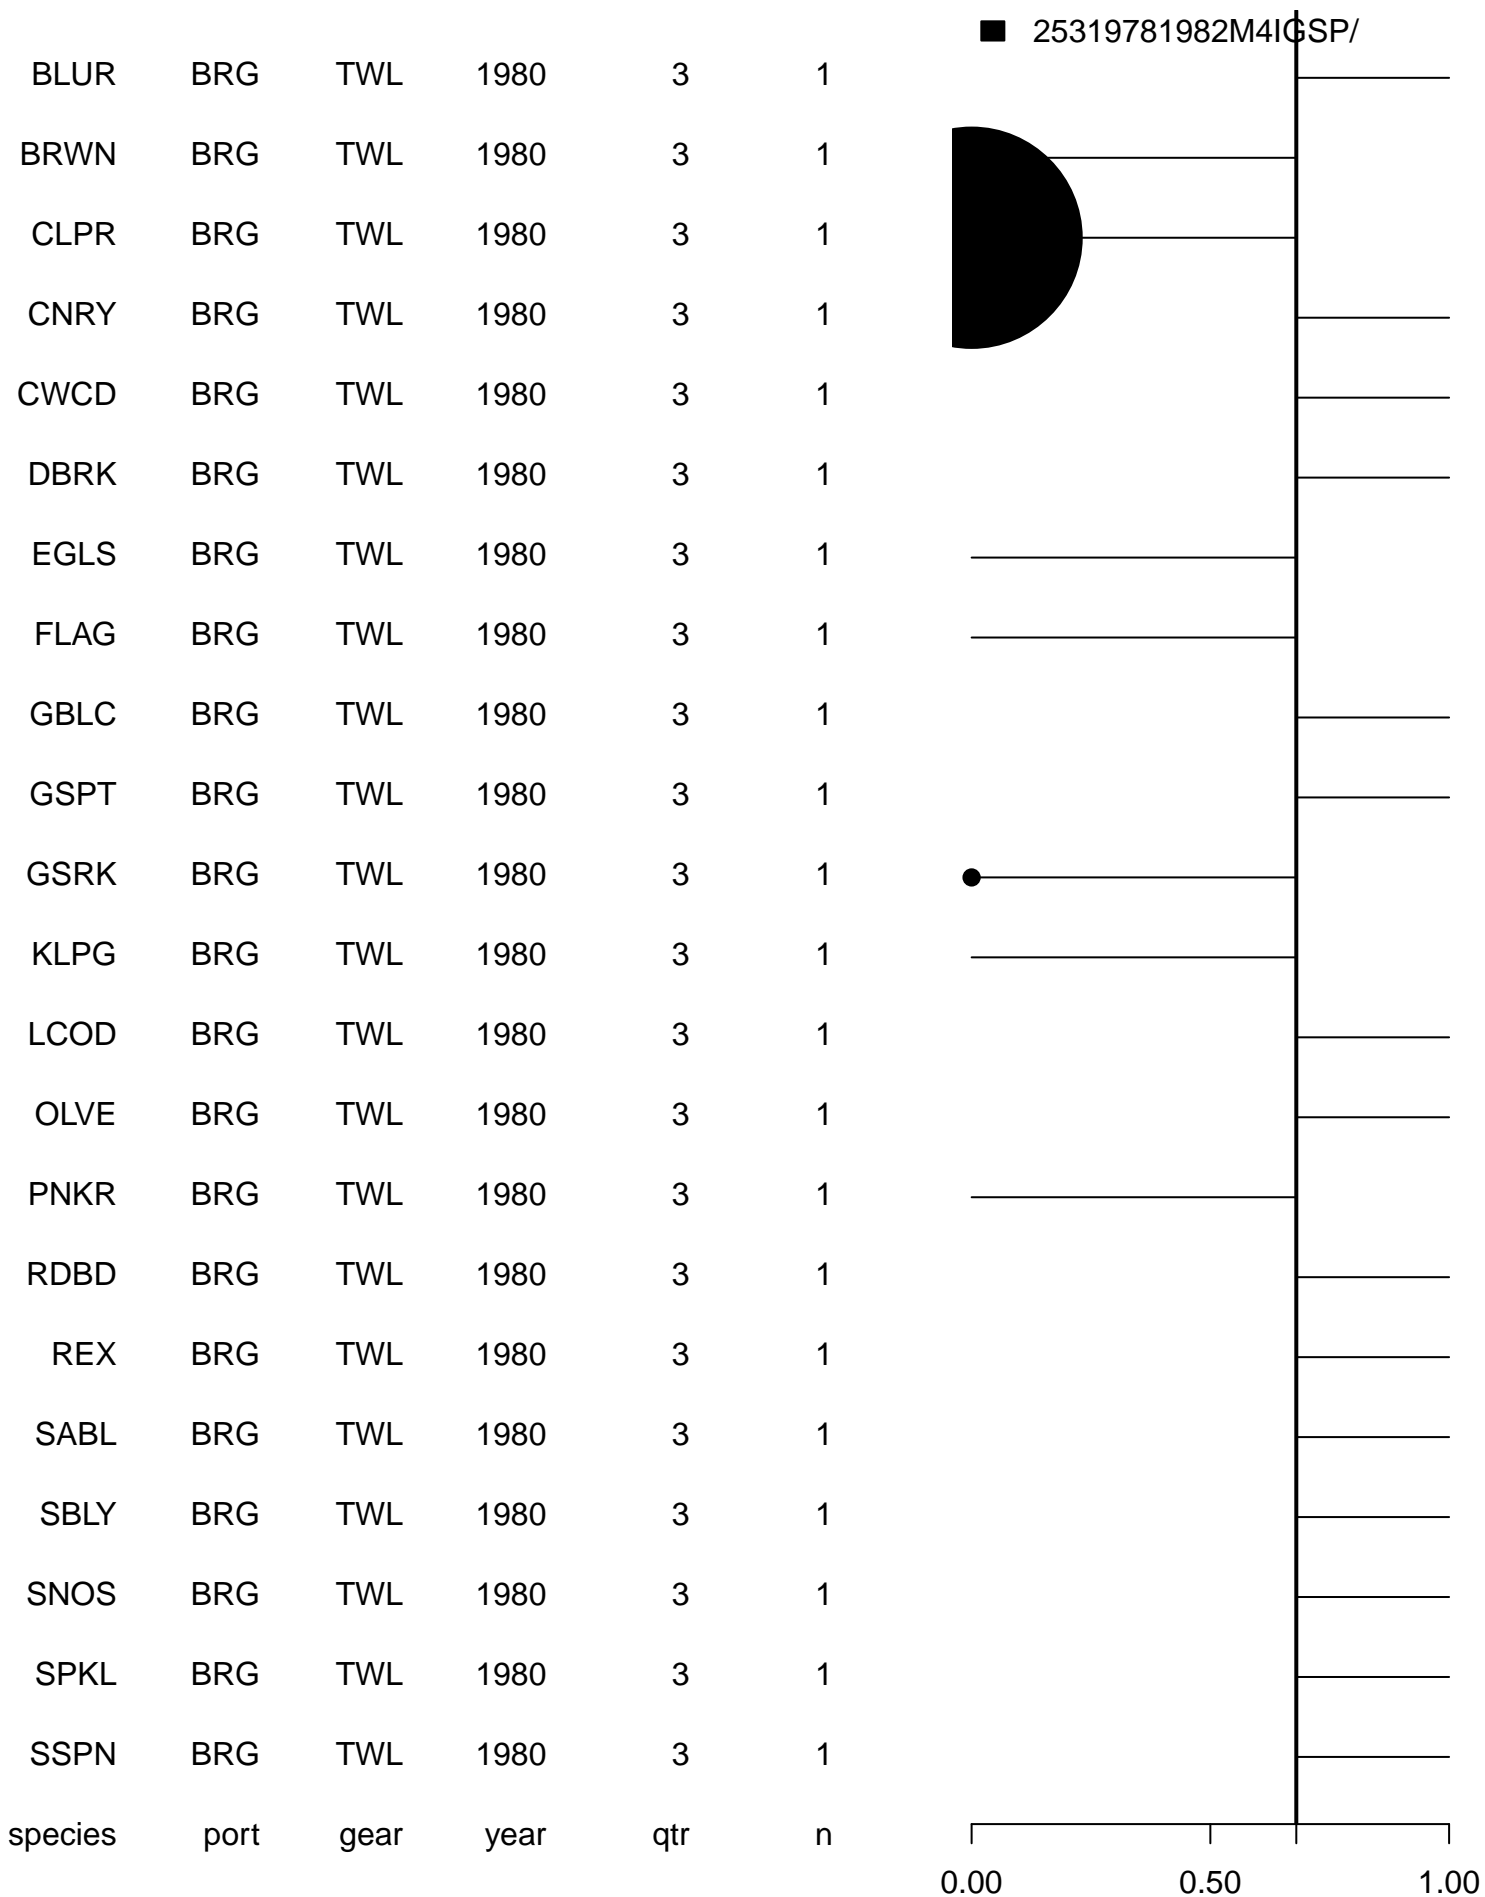 25319781982M4IGSP/
BLUR BRG TWL 1980 3 1
BRWN BRG TWL 1980 3 1
CLPR BRG TWL 1980 3 1
CNRY BRG TWL 1980 3 1
CWCD BRG TWL 1980 3 1
DBRK BRG TWL 1980 3 1
EGLS BRG TWL 1980 3 1
FLAG BRG TWL 1980 3 1
GBLC BRG TWL 1980 3 1
GSPT BRG TWL 1980 3 1
GSRK BRG TWL 1980 3 1
KLPG BRG TWL 1980 3 1
LCOD BRG TWL 1980 3 1
OLVE BRG TWL 1980 3 1
PNKR BRG TWL 1980 3 1
RDBD BRG TWL 1980 3 1
REX BRG TWL 1980 3 1
SABL BRG TWL 1980 3 1
SBLY BRG TWL 1980 3 1
SNOS BRG TWL 1980 3 1
SPKL BRG TWL 1980 3 1
SSPN BRG TWL 1980 3 1
species port gear year qtr n
0.00 0.50 1.00